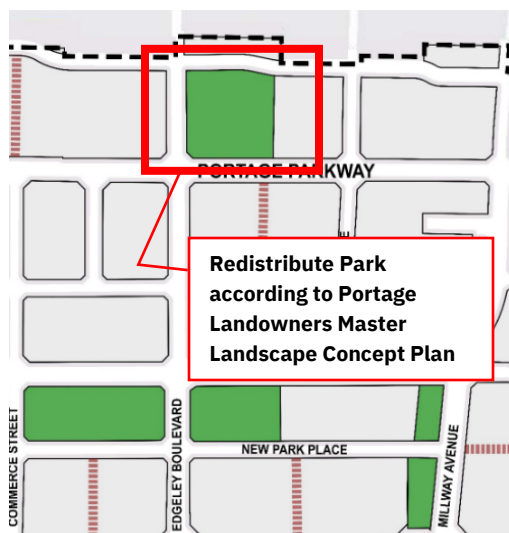 PORTAGE PARKWAY
Redistribute Park
according to Portage
Landowners Master
Landscape Concept Plan
COMMERCE STREET
EDGELEY BOULEVARD
NEW PARK PLACE
MILLWAY AVENUE